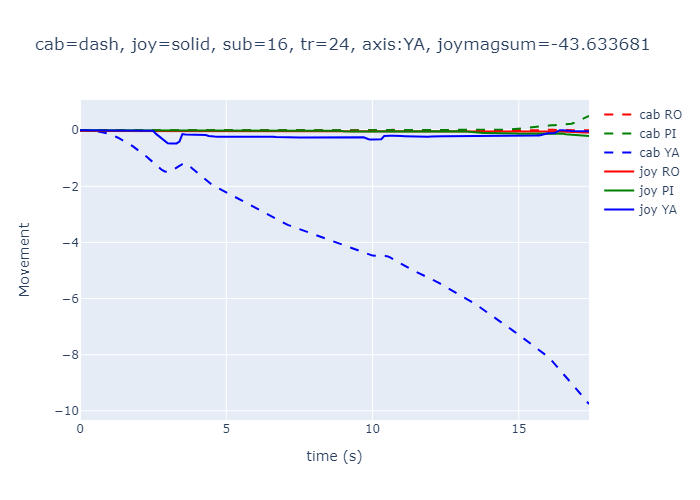 cab=dash, joy=solid, sub=16, tr=24, axis:YA, joymagsum=-43.633681
cab RO
cab PI
cab YA
joy RO
joy PI
joy YA
0
−2
−4
−6
−8
−10
Movement
0 5 10 15
time (s)